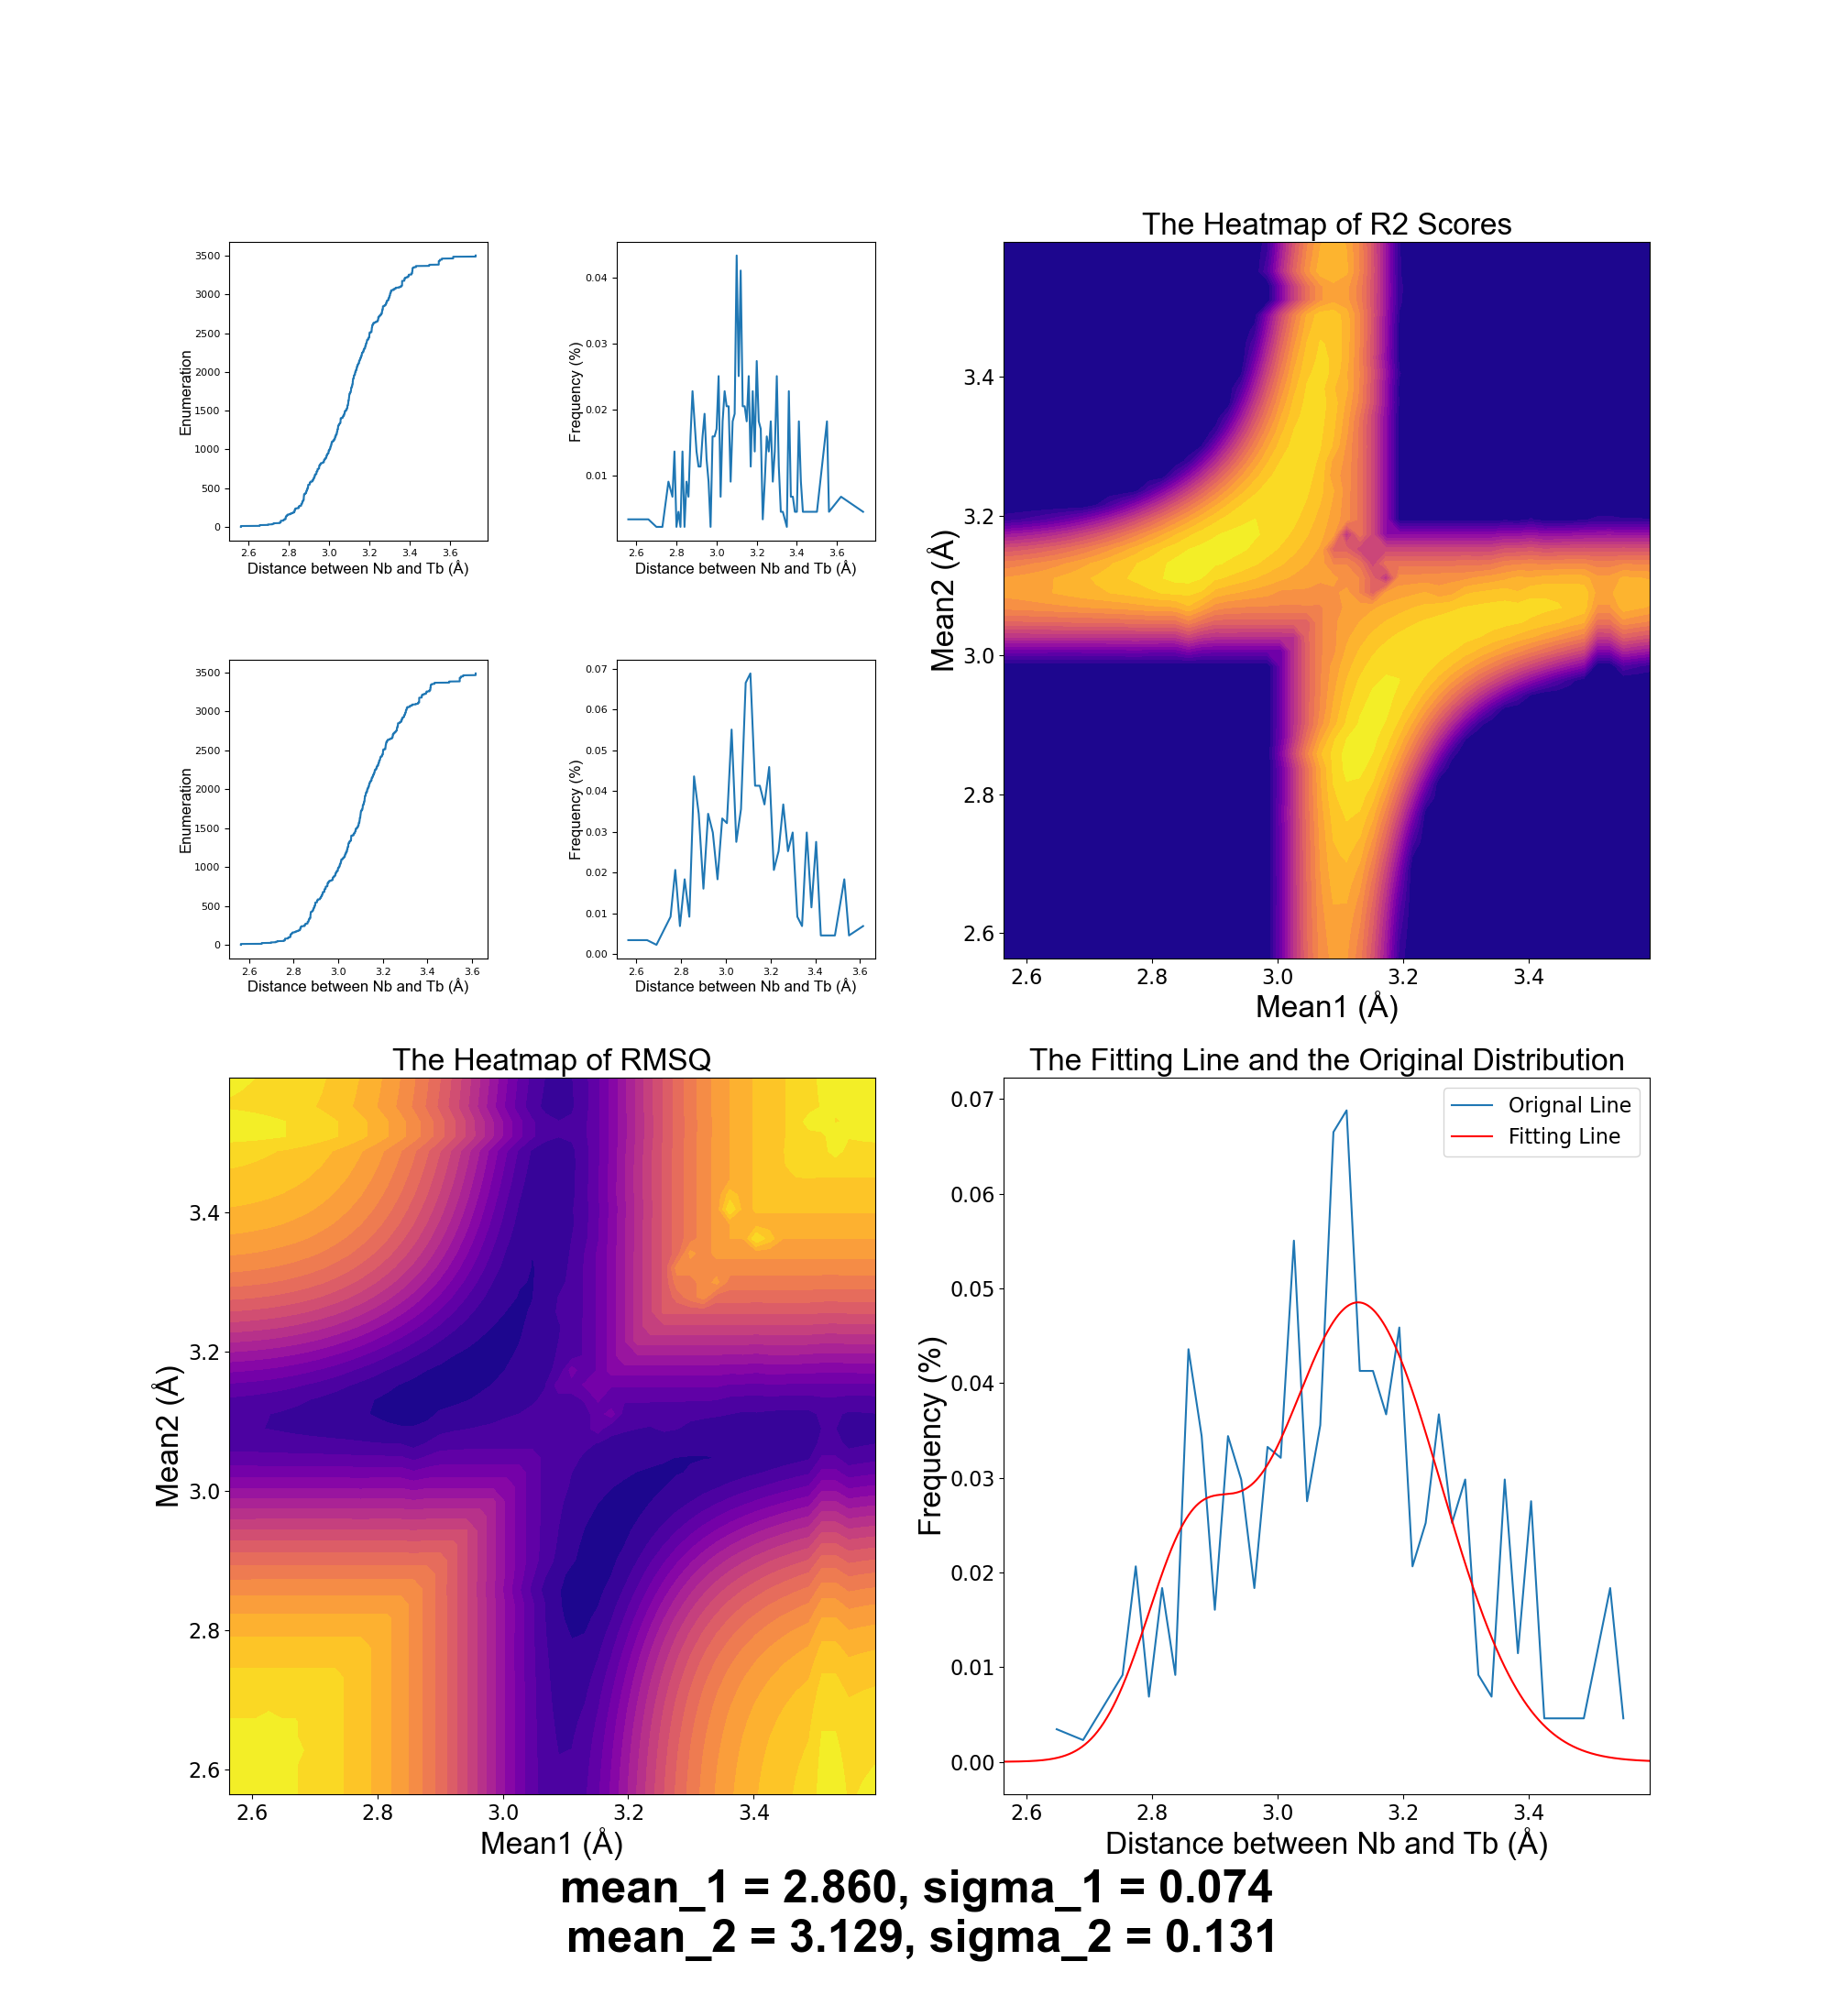 3500
3000
2500
2000
1500
1000
500
0
Enumeration
2.6 2.8 3.0 3.2 3.4 3.6
Distance between Nb and Tb (Å)
0.04
0.03
0.02
0.01
Frequency (%)
2.6 2.8 3.0 3.2 3.4 3.6
Distance between Nb and Tb (Å)
3500
3000
2500
2000
1500
1000
500
0
Enumeration
2.6 2.8 3.0 3.2 3.4 3.6
Distance between Nb and Tb (Å)
0.07
0.06
0.05
0.04
0.03
0.02
0.01
0.00
Frequency (%)
2.6 2.8 3.0 3.2 3.4 3.6
Distance between Nb and Tb (Å)
The Heatmap of R2 Scores
3.4
3.2
3.0
2.8
2.6
Mean2 (Å)
2.6 2.8 3.0 3.2 3.4
Mean1 (Å)
The Heatmap of RMSQ
3.4
3.2
3.0
2.8
2.6
Mean2 (Å)
2.6 2.8 3.0 3.2 3.4
Mean1 (Å)
The Fitting Line and the Original Distribution
Orignal Line
Fitting Line
0.07
0.06
0.05
0.04
0.03
0.02
0.01
0.00
Frequency (%)
2.6 2.8 3.0 3.2 3.4
Distance between Nb and Tb (Å)
mean_1 = 2.860, sigma_1 = 0.074
mean_2 = 3.129, sigma_2 = 0.131